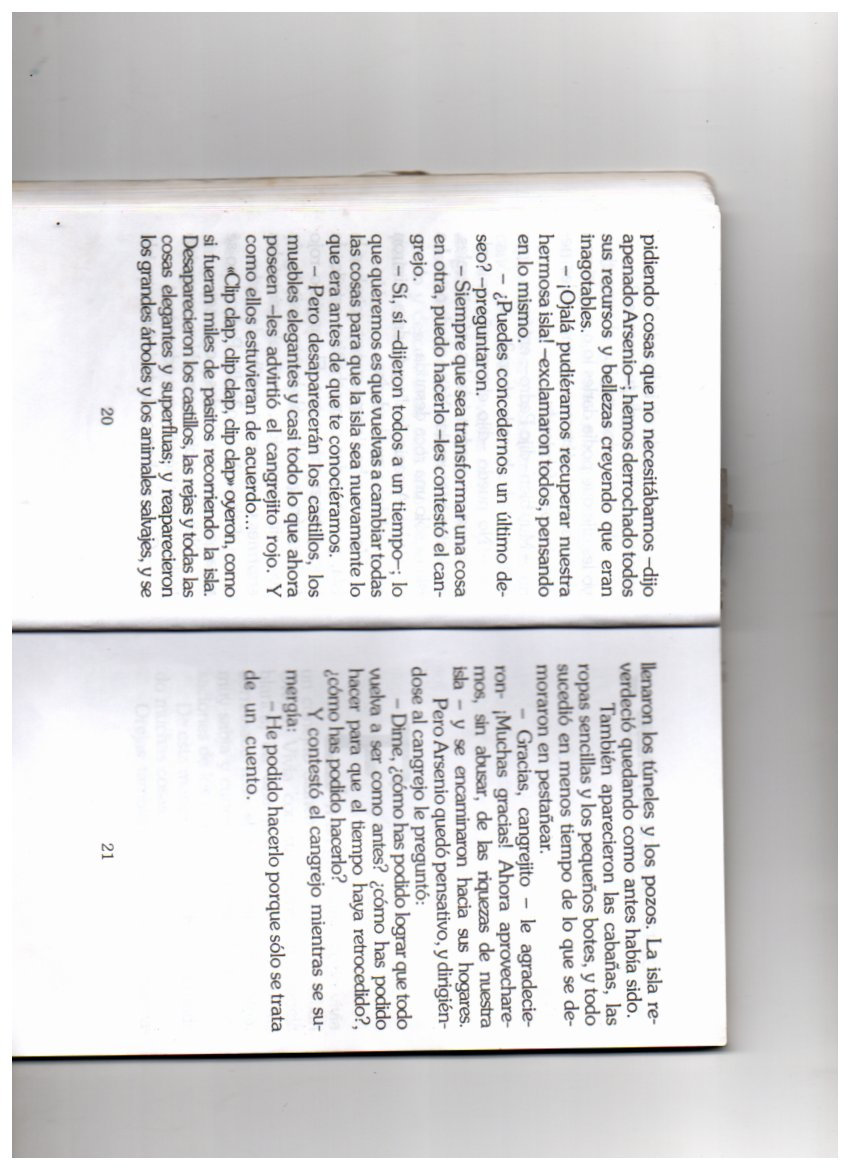 pidiendo cosas que no necesitábamos –dijo
apenado Arsenio–; hemos derrochado todos
sus recursos y bellezas creyendo que eran
inagotables.
– ¡Ojalá pudiéramos recuperar nuestra
hermosa isla! –exclamaron todos, pensando
en lo mismo.
– ¿Puedes concedernos un último de-
seo? –preguntaron.
– Siempre que sea transformar una cosa
en otra, puedo hacerlo –les contestó el can-
grejo.
– Sí, sí –dijeron todos a un tiempo–; lo
que queremos es que vuelvas a cambiar todas
las cosas para que la isla sea nuevamente lo
que era antes de que te conociéramos.
– Pero desaparecerán los castillos, los
muebles elegantes y casi todo lo que ahora
poseen –les advirtió el cangrejito rojo. Y
como ellos estuvieran de acuerdo...
«Clip clap, clip clap, clip clap» oyeron, como
si fueran miles de pasitos recorriendo la isla.
Desaparecieron los castillos, las rejas y todas las
cosas elegantes y superfluas; y reaparecieron
los grandes árboles y los animales salvajes, y se
20
llenaron los túneles y los pozos. La isla re-
verdeció quedando como antes había sido.
También aparecieron las cabañas, las
ropas sencillas y los pequeños botes, y todo
sucedió en menos tiempo de lo que se de-
moraron en pestañear.
– Gracias, cangrejito – le agradecie-
ron- ¡Muchas gracias! Ahora aprovechare-
mos, sin abusar, de las riquezas de nuestra
isla – y se encaminaron hacia sus hogares.
Pero Arsenio quedó pensativo, y dirigién-
dose al cangrejo le preguntó:
– Dime, ¿cómo has podido lograr que todo
vuelva a ser como antes? ¿cómo has podido
hacer para que el tiempo haya retrocedido?,
¿cómo has podido hacerlo?
Y contestó el cangrejo mientras se su-
mergía:
– He podido hacerlo porque sólo se trata
de un cuento.
21